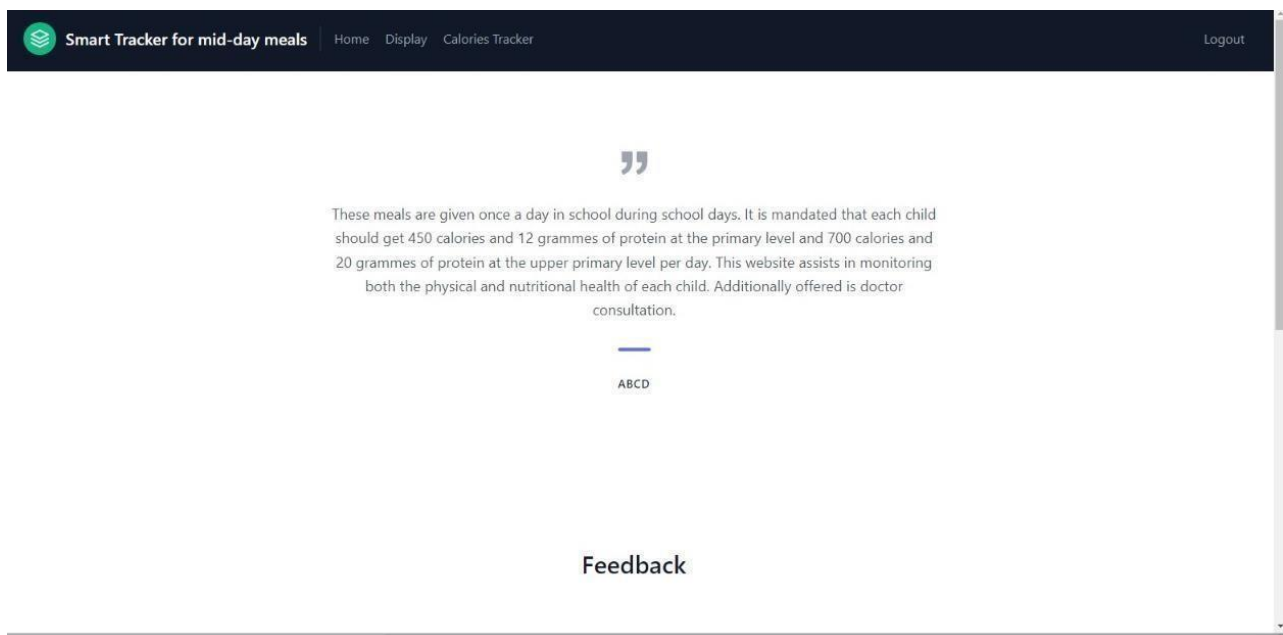 Smart Tracker for mid-day meals Home Display Calories Tracker Logout
”
These meals are given once a day in school during school days. It is mandated that each child
should get 450 calories and 12 grammes of protein at the primary level and 700 calories and
20 grammes of protein at the upper primary level per day. This website assists in monitoring
both the physical and nutritional health of each child. Additionally offered is doctor
consultation.
ABCD
Feedback